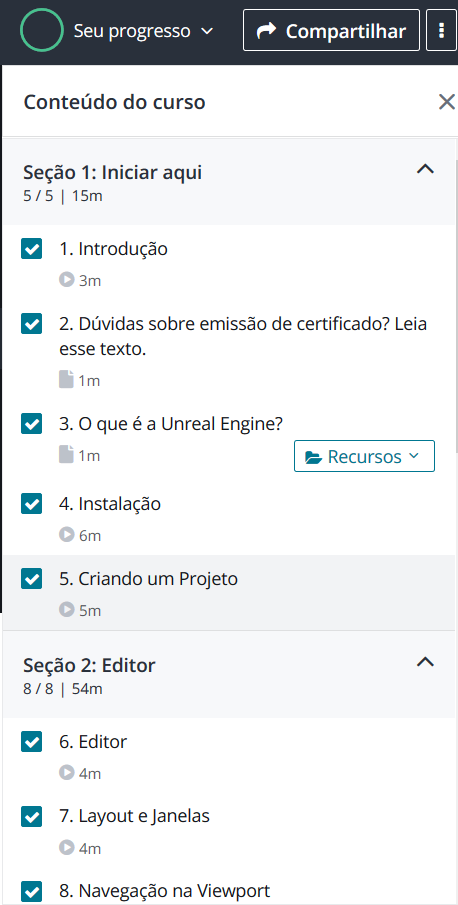 Seu progresso
Compartilhar
Conteúdo do curso
Seção 1: Iniciar aqui
5 / 5 | 15m
1. Introdução
3m
2. Dúvidas sobre emissão de certificado? Leia
esse texto.
1m
3. O que é a Unreal Engine?
1m
Recursos
4. Instalação
6m
5. Criando um Projeto
5m
Seção 2: Editor
8 / 8 | 54m
6. Editor
4m
7. Layout e Janelas
4m
8. Navegação na Viewport